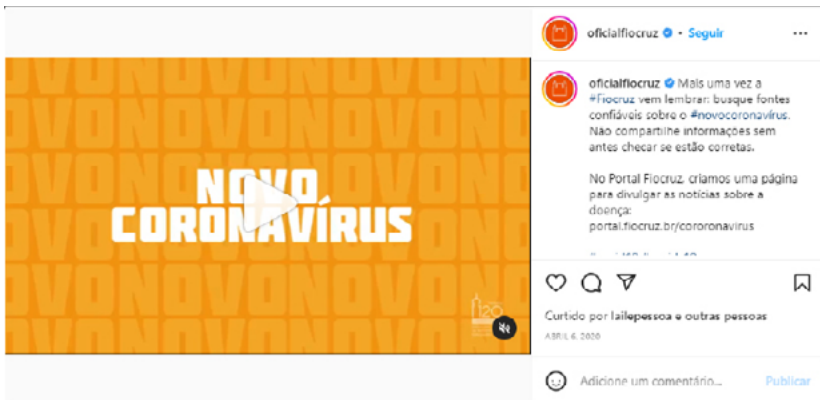 oficialfiocruz • Seguir
oficialfiocruz Mais uma vez a
#Fiocruz vem lembrar: busque fontes
confiáveis sobre o #novocoronavírus.
Não compartilhe informações sem
antes checar se estão corretas.
No Portal Fiocruz, criamos uma página
para divulgar as notícias sobre a
doença:
portal.fiocruz.br/cororonavirus
NOVO
CORONAVÍRUS
120
Curtido por lailepessoa e outras pessoas
ABRIL 6, 2020
Adicione um comentário... Publicar